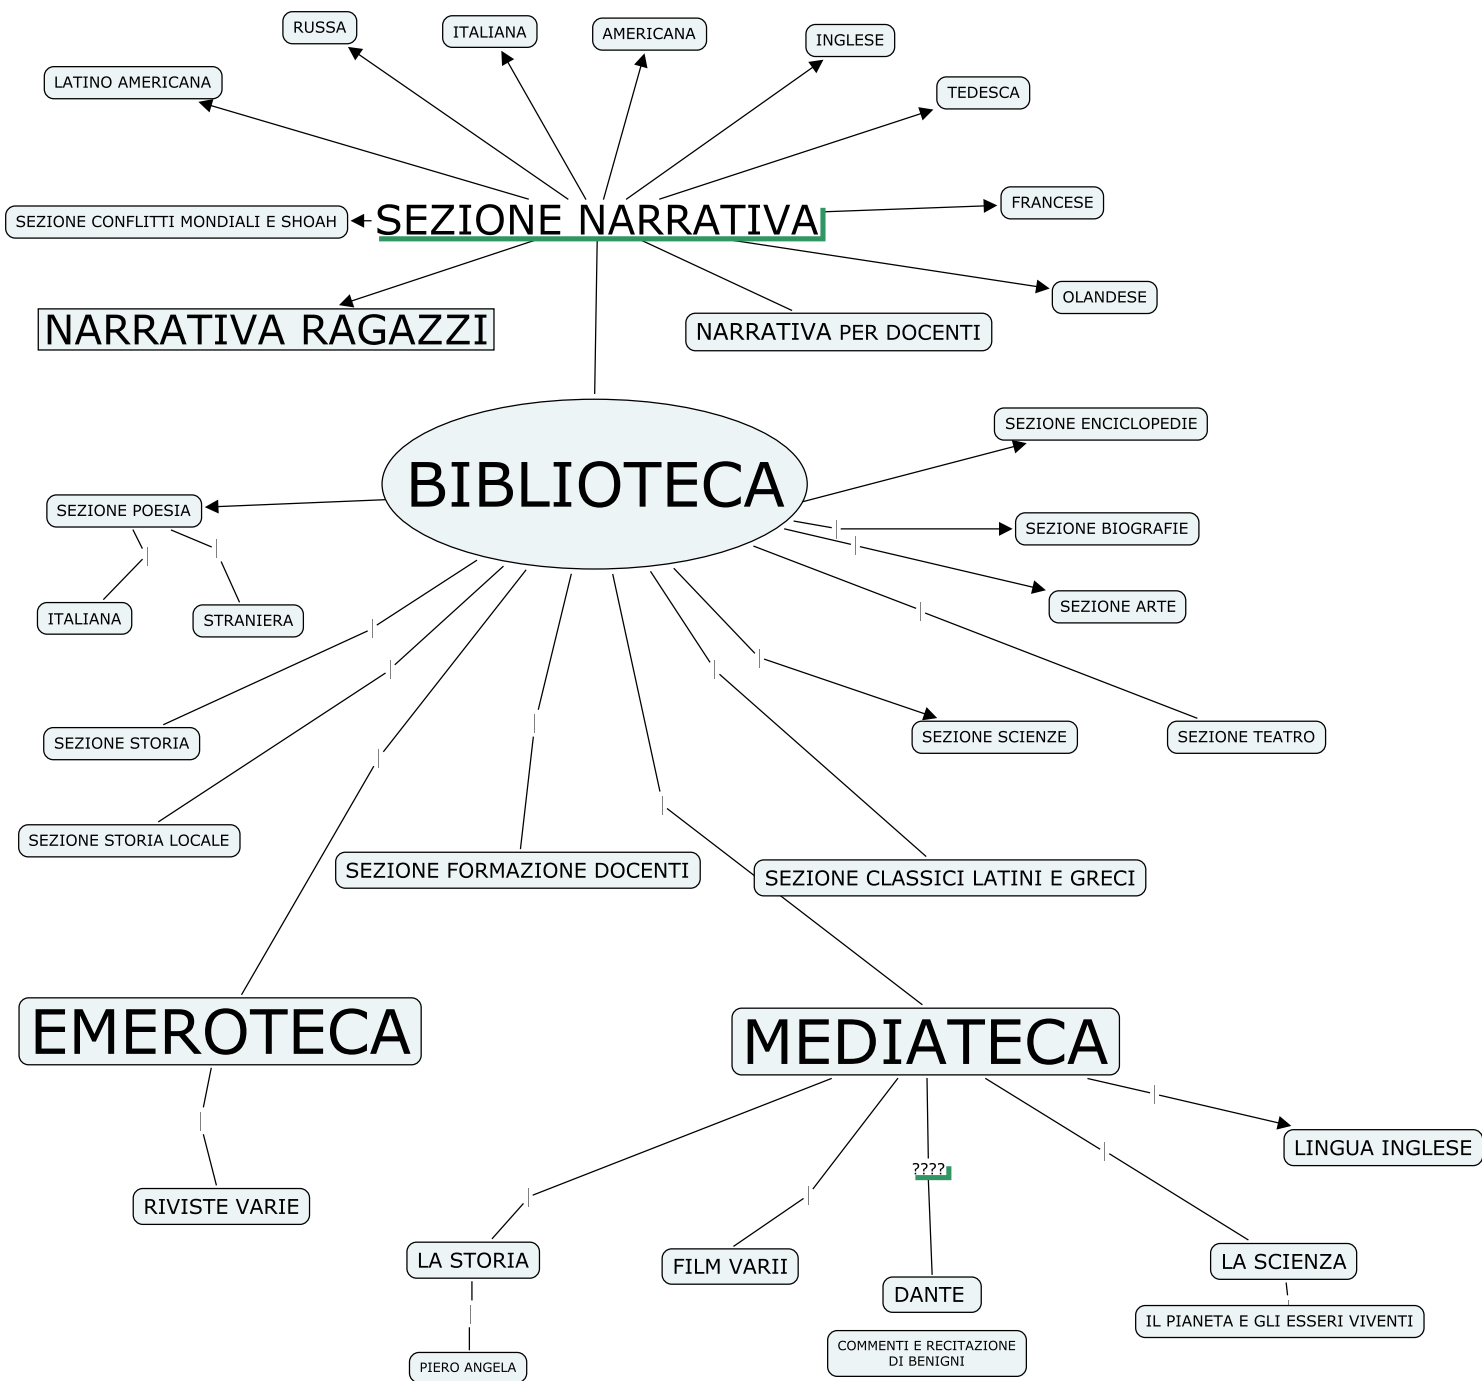 RUSSA
ITALIANA
AMERICANA
INGLESE
LATINO AMERICANA
TEDESCA
SEZIONE CONFLITTI MONDIALI E SHOAH
SEZIONE NARRATIVA
FRANCESE
OLANDESE
NARRATIVA RAGAZZI
NARRATIVA PER DOCENTI
BIBLIOTECA
SEZIONE ENCICLOPEDIE
SEZIONE POESIA
SEZIONE BIOGRAFIE
ITALIANA
STRANIERA
SEZIONE ARTE
SEZIONE STORIA
SEZIONE SCIENZE
SEZIONE TEATRO
SEZIONE STORIA LOCALE
SEZIONE FORMAZIONE DOCENTI
SEZIONE CLASSICI LATINI E GRECI
EMEROTECA
MEDIATECA
LINGUA INGLESE
????
RIVISTE VARIE
LA STORIA
FILM VARII
DANTE
LA SCIENZA
IL PIANETA E GLI ESSERI VIVENTI
COMMENTI E RECITAZIONE
DI BENIGNI
PIERO ANGELA